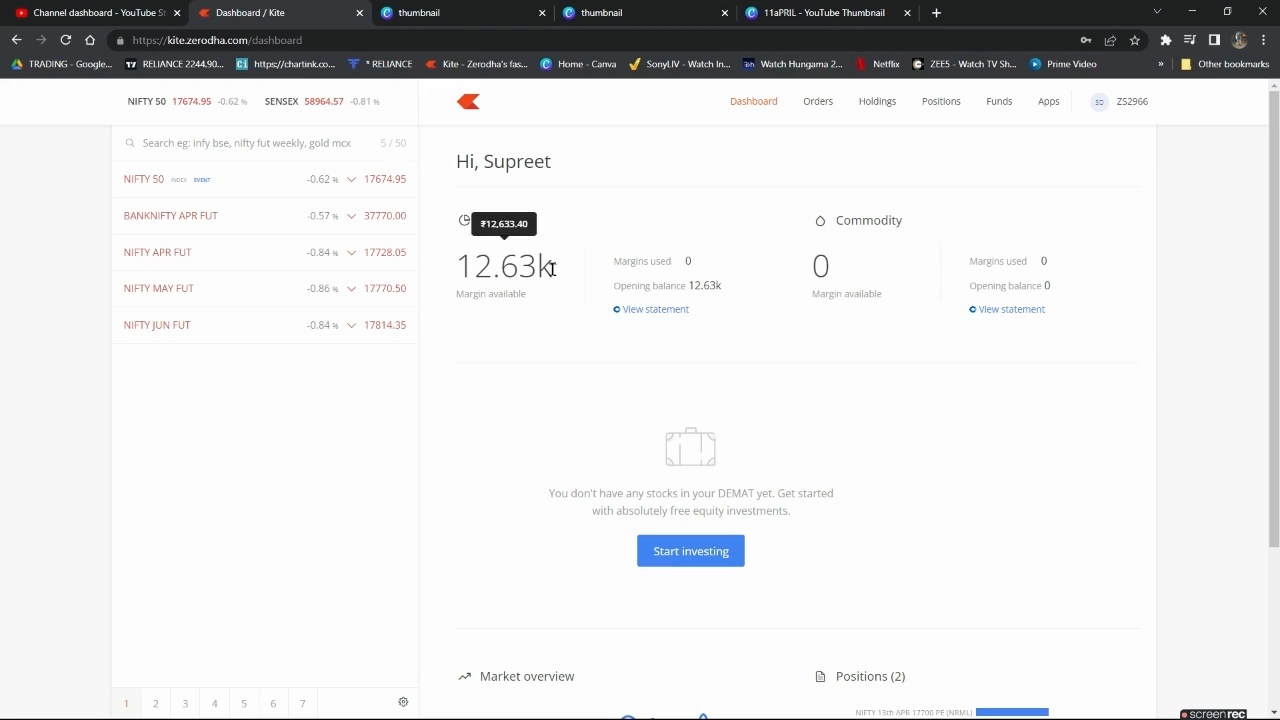 Channel dashboard - YouTube St
Dashboard / Kite
thumbnail
thumbnail
11aPRIL - YouTube Thumbnail
https://kite.zerodha.com/dashboard
TRADING - Google...
RELIANCE 2244.90...
https://chartink.co...
* RELIANCE
Kite - Zerodha's fas...
Home - Canva
SonyLIV - Watch In...
Watch Hungama 2...
Netflix
ZEE5 - Watch TV Sh...
Prime Video
»
Other bookmarks
NIFTY 50 17674.95 -0.62 %
SENSEX 58964.57 -0.81 %
Dashboard
Orders
Holdings
Positions
Funds
Apps
SD
ZS2966
Search eg: infy bse, nifty fut weekly, gold mcx
5 / 50
NIFTY 50 INDEX EVENT -0.62 % 17674.95
BANKNIFTY APR FUT -0.57 % 37770.00
NIFTY APR FUT -0.84 % 17728.05
NIFTY MAY FUT -0.86 % 17770.50
NIFTY JUN FUT -0.84 % 17814.35
1 2 3 4 5 6 7
Hi, Supreet
₹12,633.40
12.63k
Margin available
Margins used 0
Opening balance 12.63k
View statement
Commodity
0
Margin available
Margins used 0
Opening balance 0
View statement
You don't have any stocks in your DEMAT yet. Get started
with absolutely free equity investments.
Start investing
Market overview
Positions (2)
NIFTY 13th APR 17700 PE (NRML)
screenrec